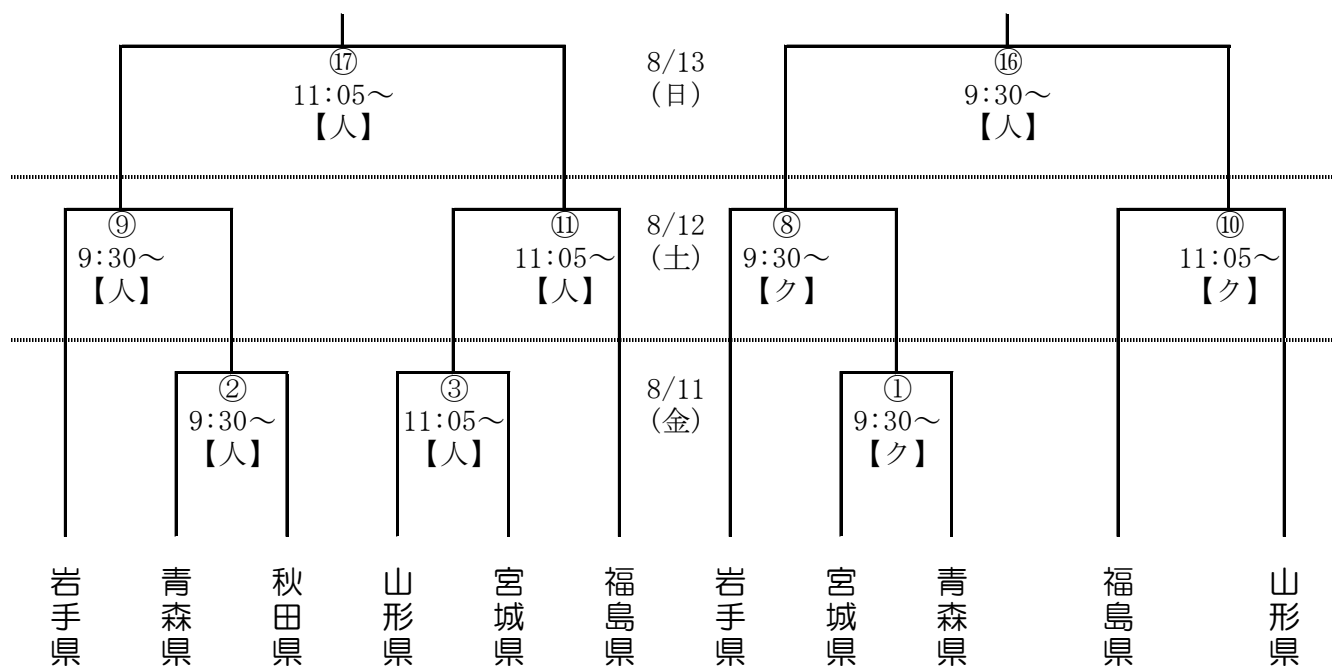 ⑰
11:05～
【人】
8/13
(日)
⑯
9:30～
【人】
⑨
9:30～
【人】
⑪
11:05～
【人】
8/12
(土)
⑧
9:30～
【ク】
⑩
11:05～
【ク】
②
9:30～
【人】
③
11:05～
【人】
8/11
(金)
①
9:30～
【ク】
岩手県
青森県
秋田県
山形県
宮城県
福島県
岩手県
宮城県
青森県
福島県
山形県